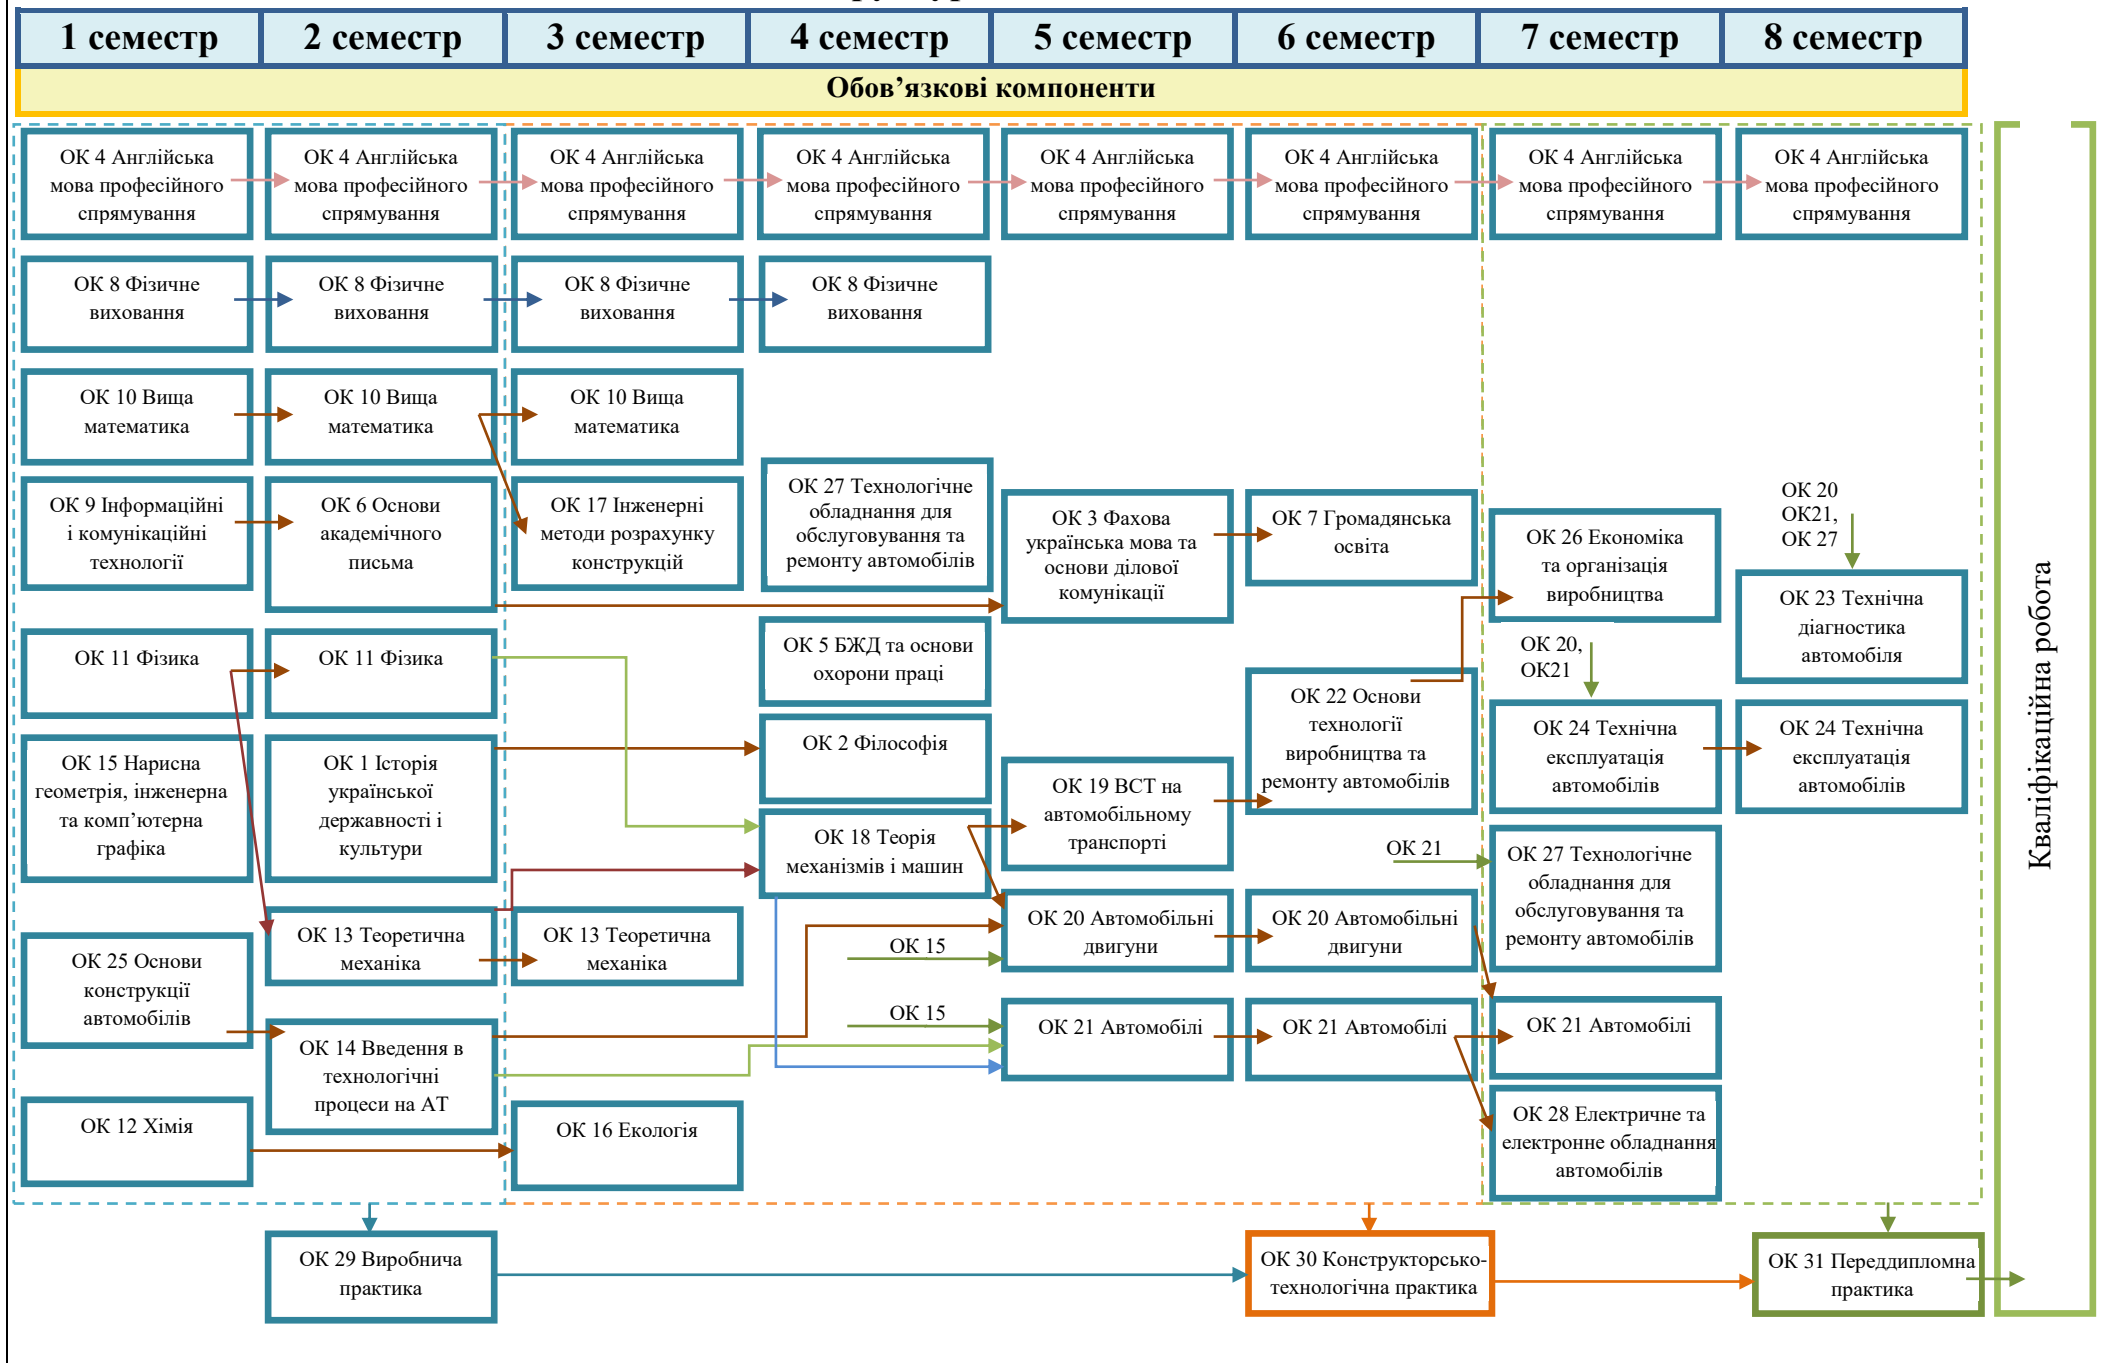 1 семестр
2 семестр
3 семестр
4 семестр
5 семестр
6 семестр
7 семестр
8 семестр
Обов’язкові компоненти
ОК 4 Англійська
мова професійного
спрямування
ОК 4 Англійська
мова професійного
спрямування
ОК 4 Англійська
мова професійного
спрямування
ОК 4 Англійська
мова професійного
спрямування
ОК 4 Англійська
мова професійного
спрямування
ОК 4 Англійська
мова професійного
спрямування
ОК 4 Англійська
мова професійного
спрямування
ОК 4 Англійська
мова професійного
спрямування
ОК 8 Фізичне
виховання
ОК 8 Фізичне
виховання
ОК 8 Фізичне
виховання
ОК 8 Фізичне
виховання
ОК 10 Вища
математика
ОК 10 Вища
математика
ОК 10 Вища
математика
ОК 9 Інформаційні
і комунікаційні
технології
ОК 6 Основи
академічного
письма
ОК 17 Інженерні
методи розрахунку
конструкцій
ОК 27 Технологічне
обладнання для
обслуговування та
ремонту автомобілів
ОК 3 Фахова
українська мова та
основи ділової
комунікації
ОК 7 Громадянська
освіта
ОК 26 Економіка
та організація
виробництва
ОК 20
ОК21,
ОК 27
ОК 23 Технічна
діагностика
автомобіля
ОК 11 Фізика
ОК 11 Фізика
ОК 5 БЖД та основи
охорони праці
ОК 20,
ОК21
ОК 15 Нарисна
геометрія, інженерна
та комп’ютерна
графіка
ОК 1 Історія
української
державності і
культури
ОК 2 Філософія
ОК 18 Теорія
механізмів і машин
ОК 19 ВСТ на
автомобільному
транспорті
ОК 22 Основи
технології
виробництва та
ремонту автомобілів
ОК 24 Технічна
експлуатація
автомобілів
ОК 24 Технічна
експлуатація
автомобілів
ОК 21
ОК 27 Технологічне
обладнання для
обслуговування та
ремонту автомобілів
ОК 25 Основи
конструкції
автомобілів
ОК 13 Теоретична
механіка
ОК 13 Теоретична
механіка
ОК 15
ОК 20 Автомобільні
двигуни
ОК 20 Автомобільні
двигуни
ОК 14 Введення в
технологічні
процеси на АТ
ОК 15
ОК 21 Автомобілі
ОК 21 Автомобілі
ОК 21 Автомобілі
ОК 12 Хімія
ОК 16 Екологія
ОК 28 Електричне та
електронне обладнання
автомобілів
ОК 29 Виробнича
практика
ОК 30 Конструкторсько-
технологічна практика
ОК 31 Переддипломна
практика
Кваліфікаційна робота